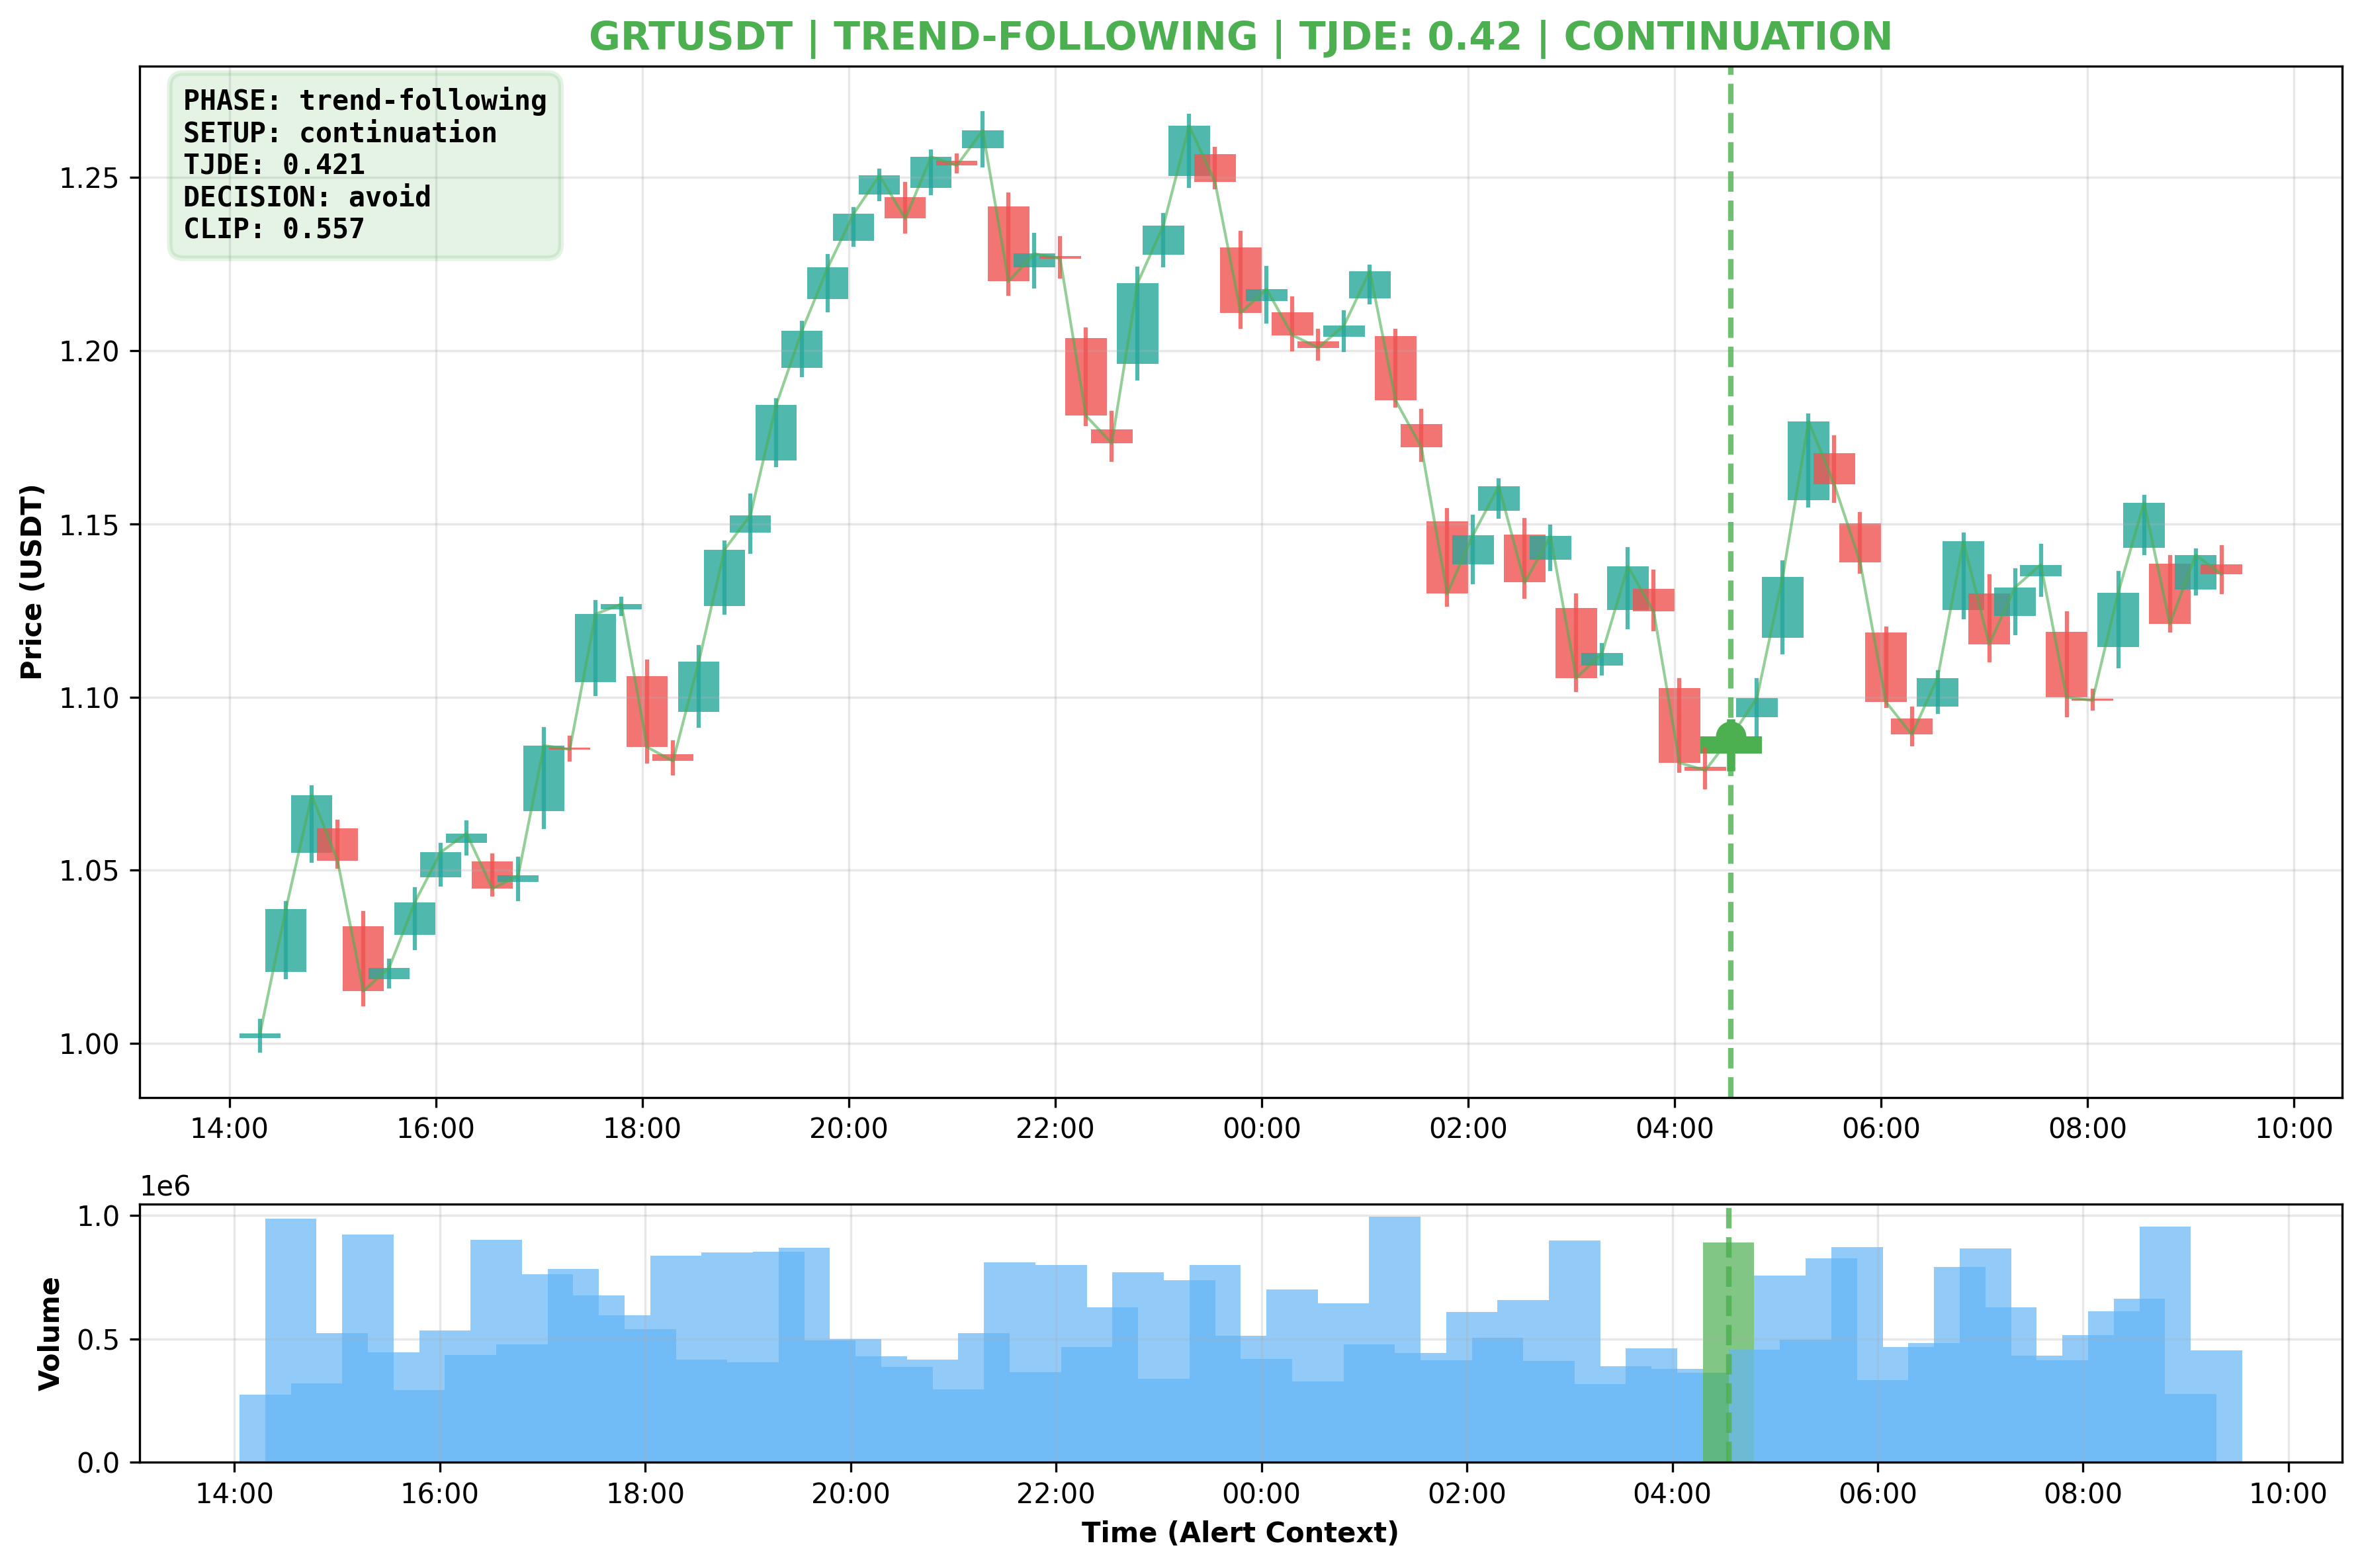 GRTUSDT | TREND-FOLLOWING | TJDE: 0.42 | CONTINUATION
PHASE: trend-following
SETUP: continuation
TJDE: 0.421
DECISION: avoid
CLIP: 0.557
Price (USDT)
1.25
1.20
1.15
1.10
1.05
1.00
14:00 16:00 18:00 20:00 22:00 00:00 02:00 04:00 06:00 08:00 10:00
1e6
Volume
1.0
0.5
0.0
14:00 16:00 18:00 20:00 22:00 00:00 02:00 04:00 06:00 08:00 10:00
Time (Alert Context)